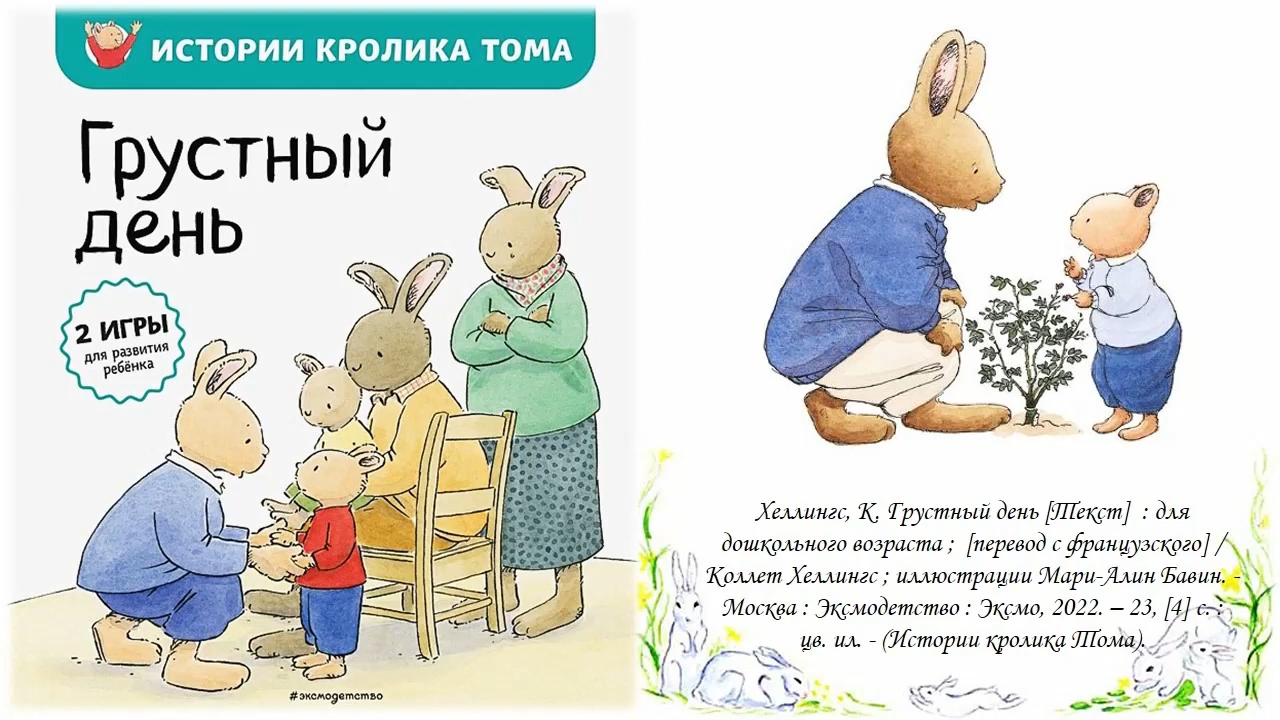 ИСТОРИИ КРОЛИКА ТОМА
Грустный
день
2 ИГРЫ
для развития
ребёнка
#эксмодетство
Хеллингс, К. Грустный день [Текст] : для
дошкольного возраста ; [перевод с французского] /
Коллет Хеллингс ; иллюстрации Мари-Алин Бавин. -
Москва : Эксмодетство : Эксмо, 2022. – 23, [4] с. :
цв. ил. - (Истории кролика Тома).